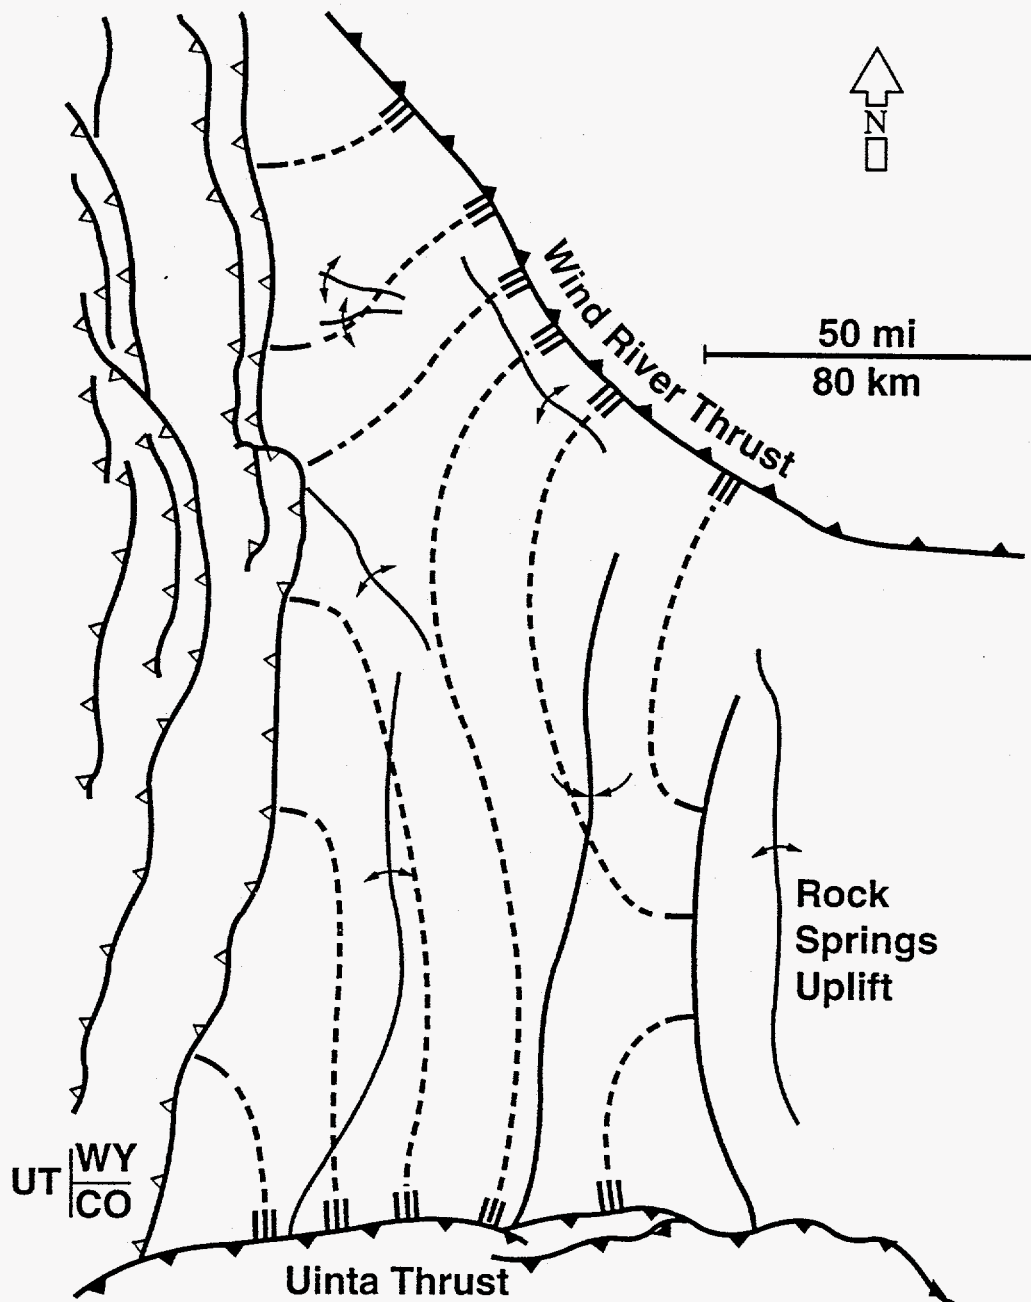 N
Wind River Thrust
50 mi
80 km
Rock
Springs
Uplift
UT WY
CO
Uinta Thrust